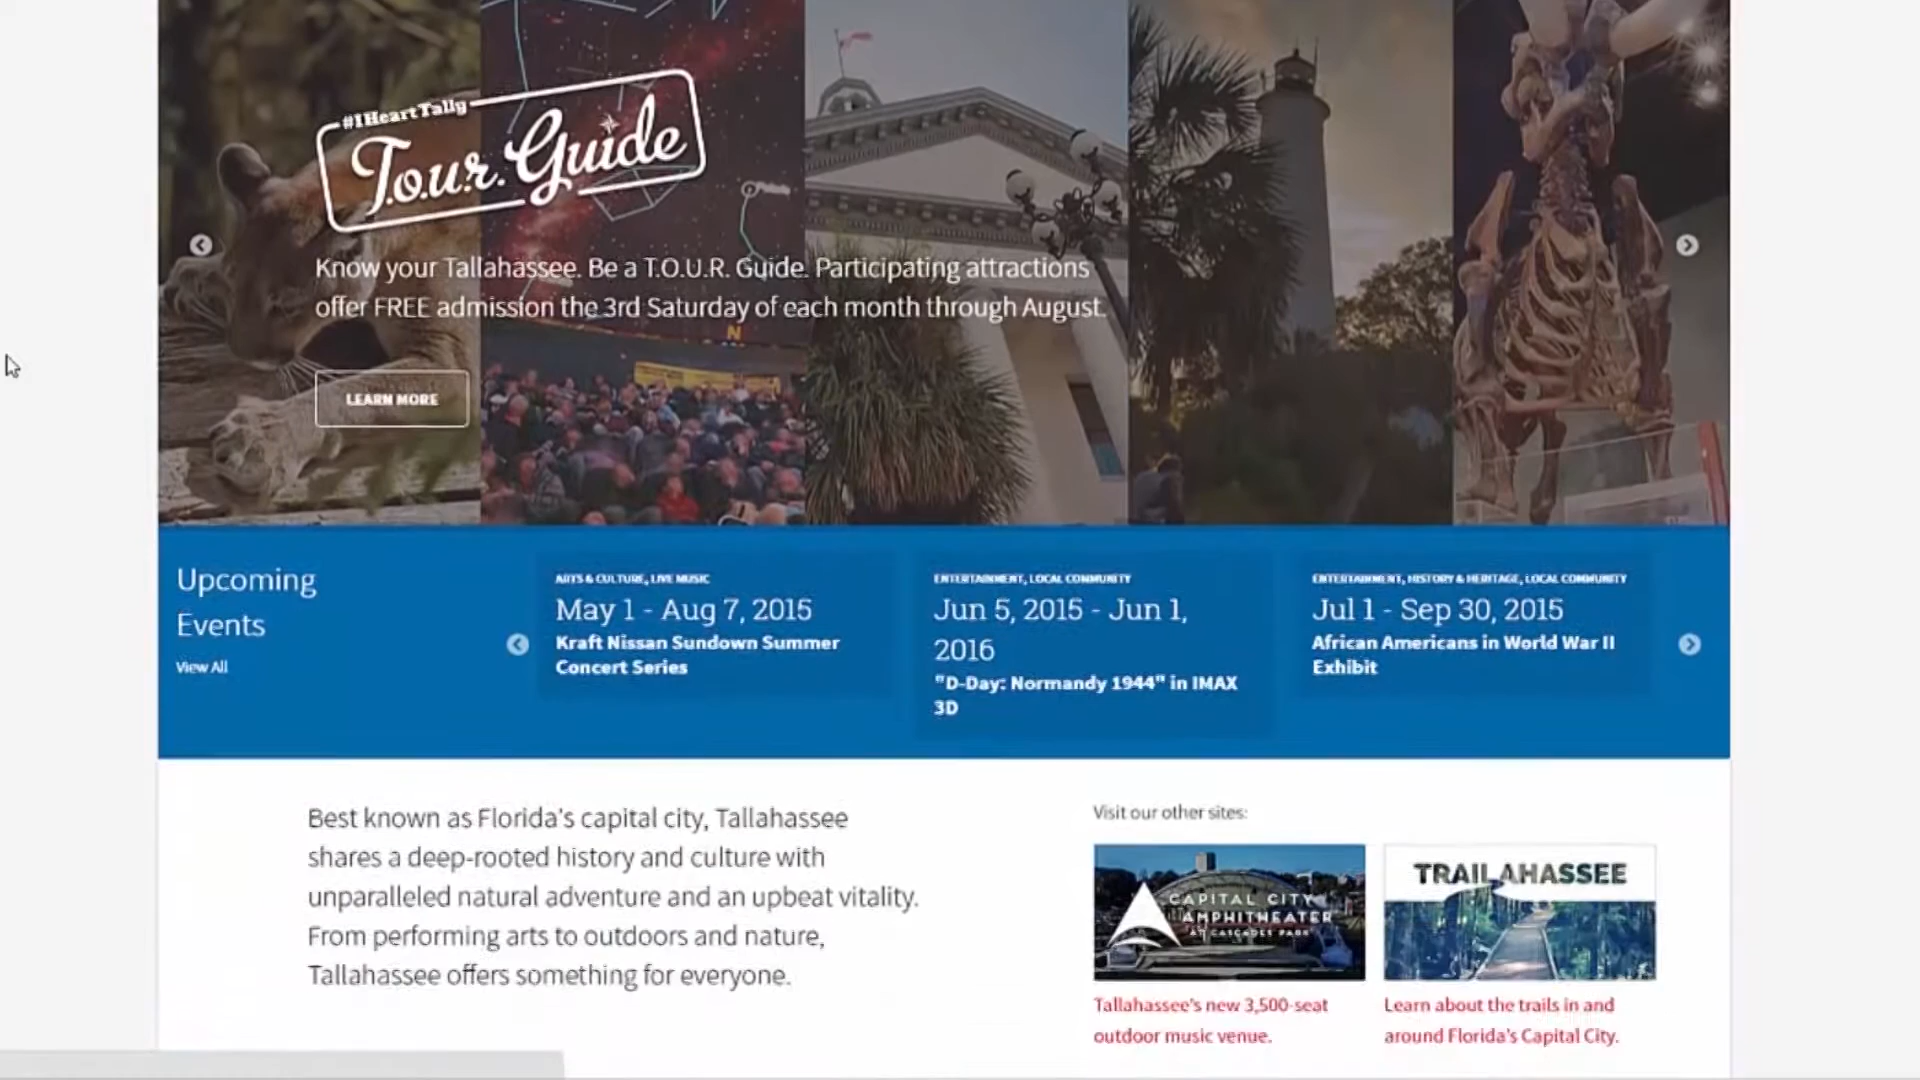 #IHeartTally
T.o.u.r. Guide
Know your Tallahassee. Be a T.O.U.R. Guide. Participating attractions
offer FREE admission the 3rd Saturday of each month through August.
LEARN MORE
N
Upcoming
Events
View All
ARTS & CULTURE, LIVE MUSIC
May 1 - Aug 7, 2015
Kraft Nissan Sundown Summer
Concert Series
ENTERTAINMENT, LOCAL COMMUNITY
Jun 5, 2015 - Jun 1,
2016
"D-Day: Normandy 1944" in IMAX
3D
ENTERTAINMENT, HISTORY & HERITAGE, LOCAL COMMUNITY
Jul 1 - Sep 30, 2015
African Americans in World War II
Exhibit
Best known as Florida's capital city, Tallahassee
shares a deep-rooted history and culture with
unparalleled natural adventure and an upbeat vitality.
From performing arts to outdoors and nature,
Tallahassee offers something for everyone.
Visit our other sites:
CAPITAL CITY
AMPHITHEATER
AT CASCADES PARK
Tallahassee's new 3,500-seat
outdoor music venue.
TRAILAHASSEE
Learn about the trails in and
around Florida's Capital City.